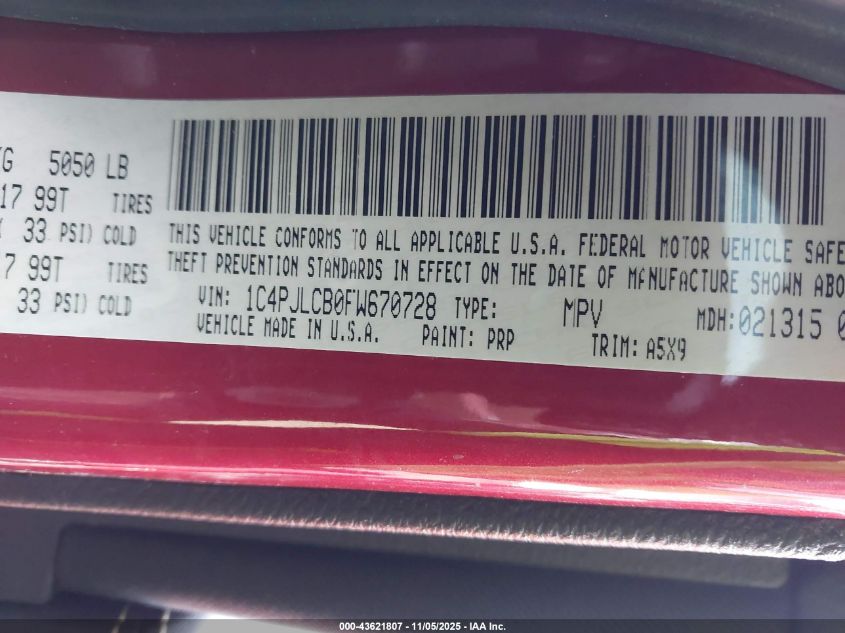 5050 LB
17 99T TIRES
33 PSI) COLD
7 99T TIRES
33 PSI) COLD
THIS VEHICLE CONFORMS TO ALL APPLICABLE U.S.A. FEDERAL MOTOR VEHICLE SAFE
THEFT PREVENTION STANDARDS IN EFFECT ON THE DATE OF MANUFACTURE SHOWN ABO
VIN: 1C4PJLCB0FW670728 TYPE: MPV MDH:021315 0
VEHICLE MADE IN U.S.A. PAINT: PRP TRIM: A5X9
000-43621807 - 11/05/2025 - IAA Inc.